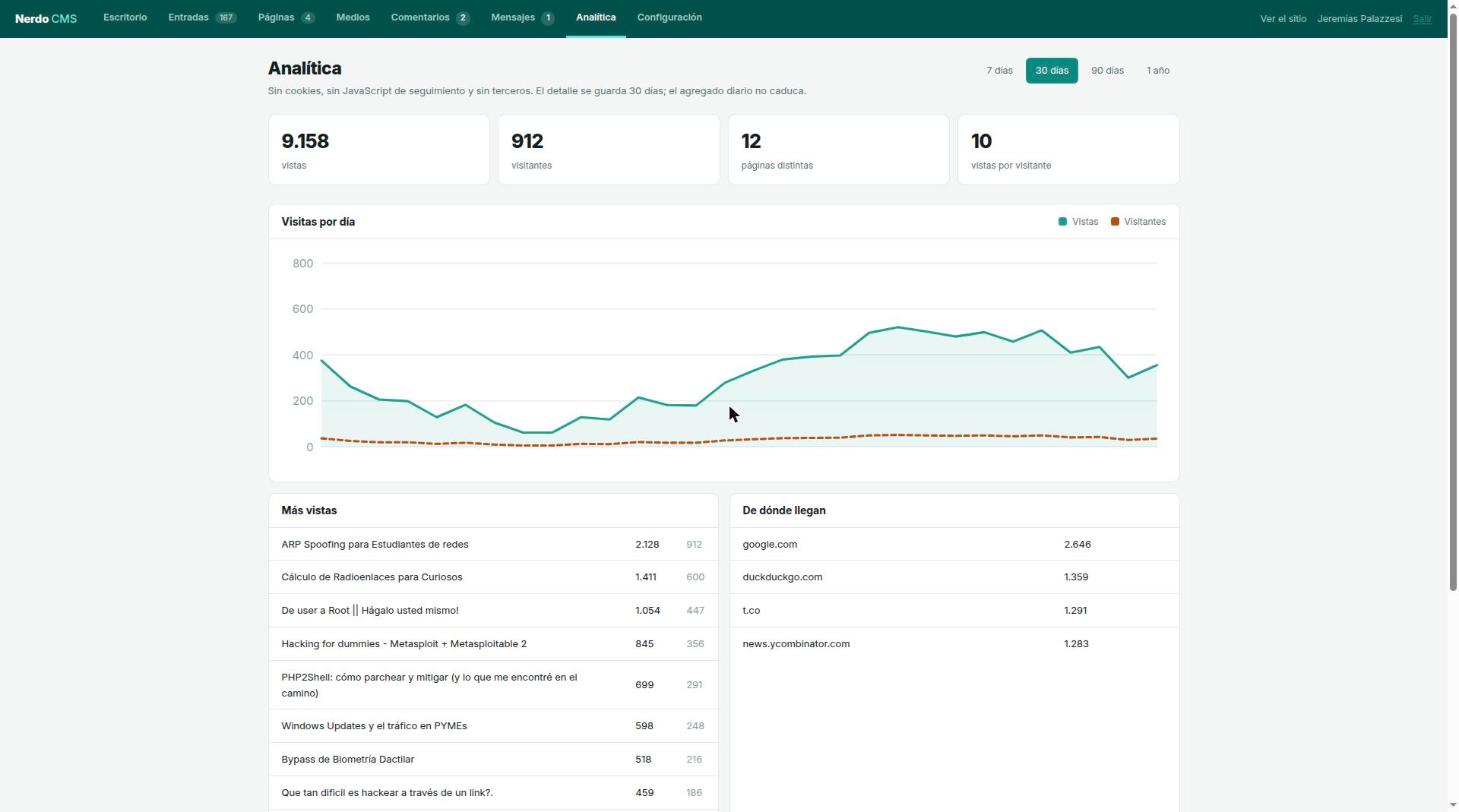 Nerdo CMS
Escritorio
Entradas 167
Páginas 4
Medios
Comentarios 2
Mensajes 1
Analítica
Configuración
Ver el sitio
Jeremías Palazzesi
Salir
Analítica
7 días
30 días
90 días
1 año
Sin cookies, sin JavaScript de seguimiento y sin terceros. El detalle se guarda 30 días; el agregado diario no caduca.
9.158
vistas
912
visitantes
12
páginas distintas
10
vistas por visitante
Visitas por día
Vistas
Visitantes
800
600
400
200
0
Más vistas
ARP Spoofing para Estudiantes de redes 2.128 912
Cálculo de Radioenlaces para Curiosos 1.411 600
De user a Root || Hágalo usted mismo! 1.054 447
Hacking for dummies - Metasploit + Metasploitable 2 845 356
PHP2Shell: cómo parchear y mitigar (y lo que me encontré en el
camino) 699 291
Windows Updates y el tráfico en PYMEs 598 248
Bypass de Biometría Dactilar 518 216
Que tan dificil es hackear a través de un link?. 459 186
De dónde llegan
google.com 2.646
duckduckgo.com 1.359
t.co 1.291
news.ycombinator.com 1.283